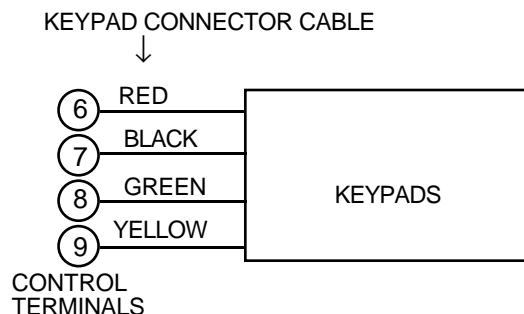 KEYPAD CONNECTOR CABLE
6 RED
7 BLACK
8 GREEN
9 YELLOW
KEYPADS
CONTROL
TERMINALS